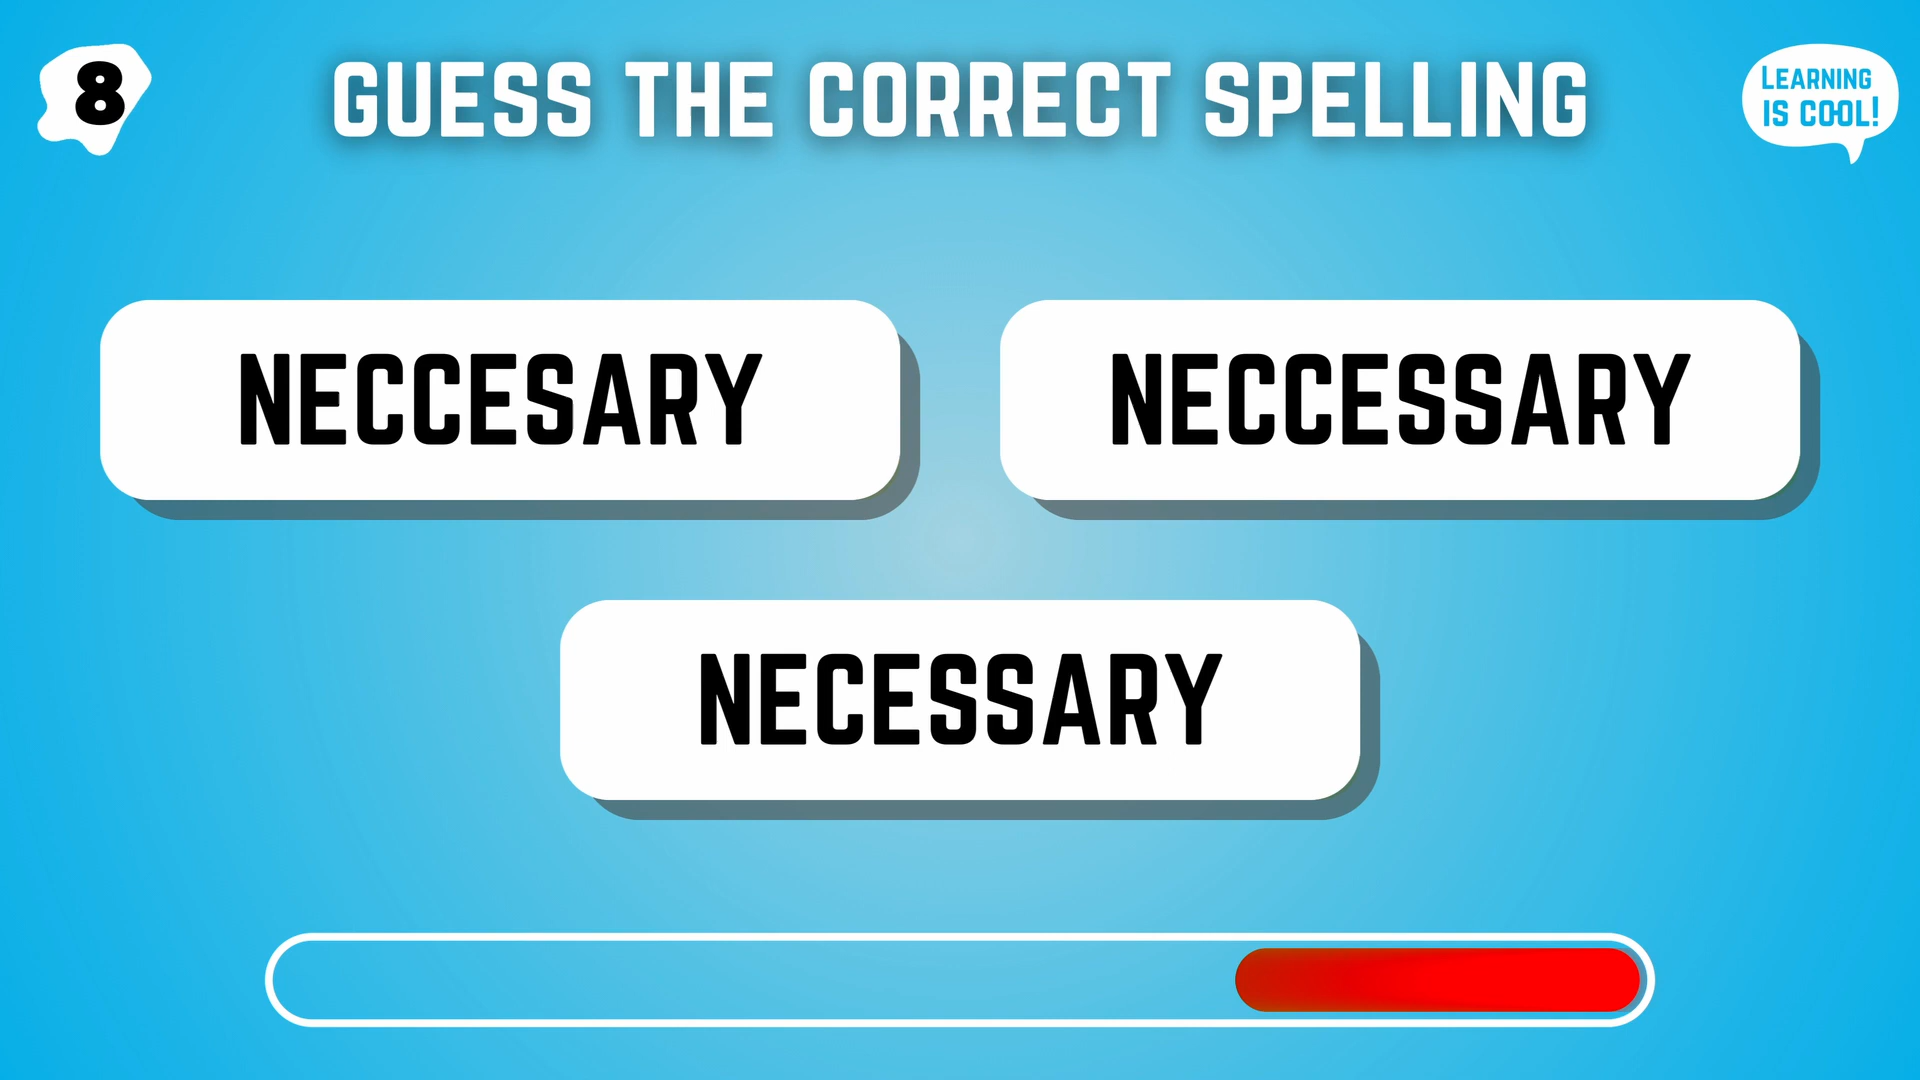 8
GUESS THE CORRECT SPELLING
LEARNING
IS COOL!
NECCESARY
NECCESSARY
NECESSARY